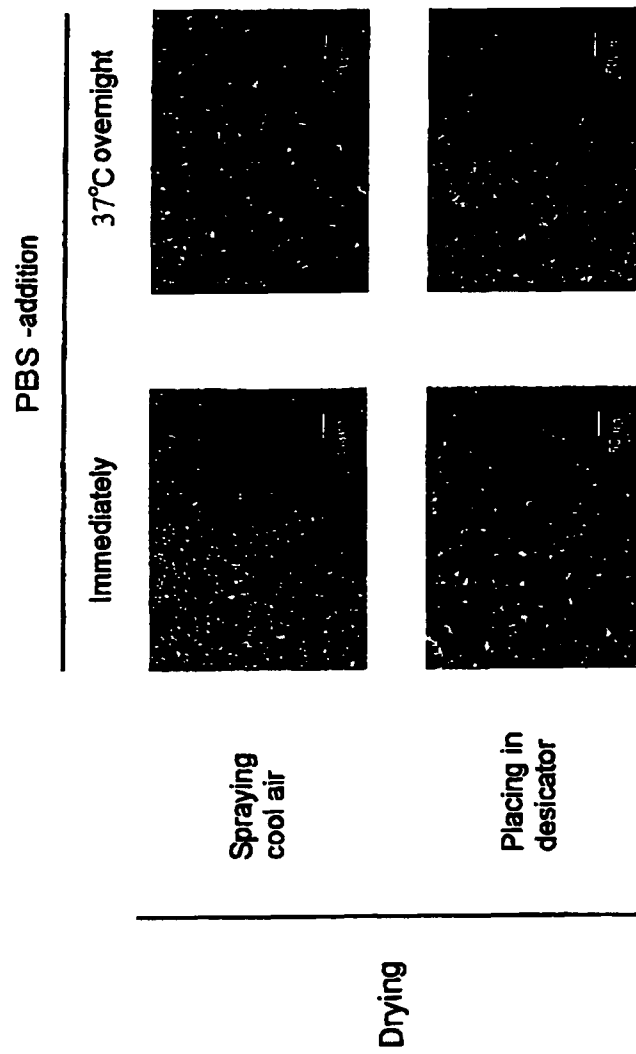 PBS -addition
Immediately
37°C overnight
Drying
Spraying
cool air
Placing in
desicator